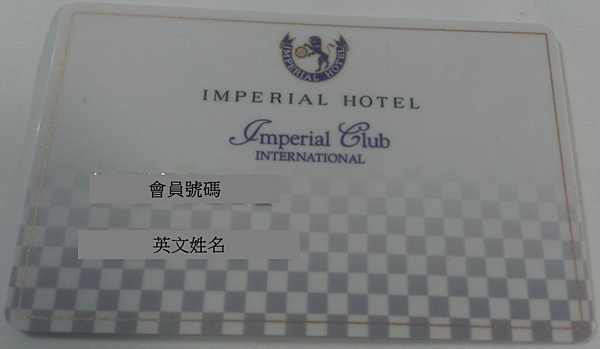 IMPERIAL HOTEL
IMPERIAL HOTEL
Imperial Club
INTERNATIONAL
會員號碼
英文姓名